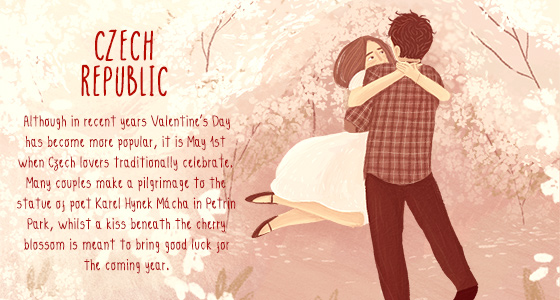 CZECH
REPUBLIC
Although in recent years Valentine's Day
has become more popular, it is May 1st
when Czech lovers traditionally celebrate.
Many couples make a pilgrimage to the
statue of poet Karel Hynek Mácha in Petrin
Park, whilst a kiss beneath the cherry
blossom is meant to bring good luck for
the coming year.